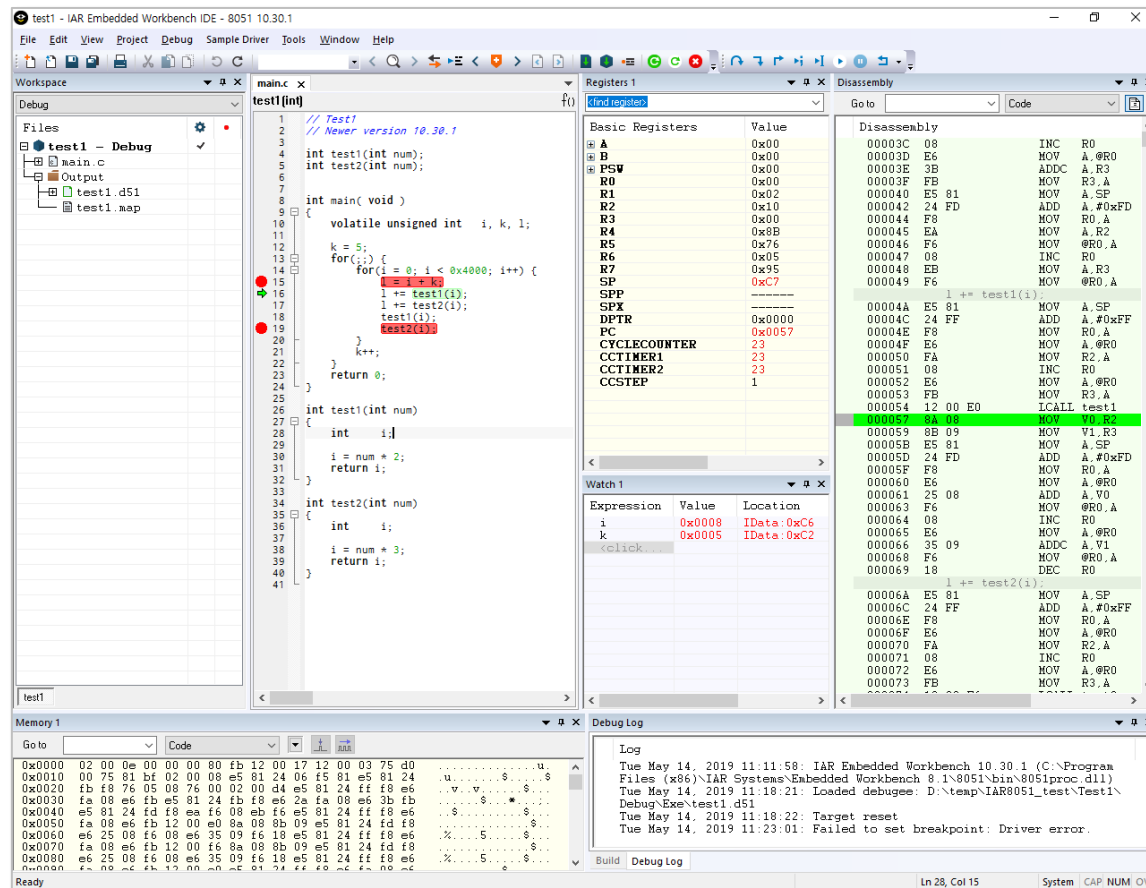 test1 - IAR Embedded Workbench IDE - 8051 10.30.1
File Edit View Project Debug Sample Driver Tools Window Help
Workspace
Debug
Files
test1 - Debug
main.c
Output
test1.d51
test1.map
test1
main.c
test1(int)
f()
1 // Test1
2 // Newer version 10.30.1
3
4 int test1(int num);
5 int test2(int num);
6
7
8 int main( void )
9 {
10 volatile unsigned int i, k, l;
11
12 k = 5;
13 for(;;) {
14 for(i = 0; i < 0x4000; i++) {
15 l = i + k;
16 l += test1(i);
17 l += test2(i);
18 test1(i);
19 test2(i);
20 }
21 k++;
22 }
23 return 0;
24 }
25
26 int test1(int num)
27 {
28 int i;
29
30 i = num * 2;
31 return i;
32 }
33
34 int test2(int num)
35 {
36 int i;
37
38 i = num * 3;
39 return i;
40 }
41
Registers 1
<find register>
Basic Registers Value
A 0x00
B 0x00
PSW 0x00
R0 0x00
R1 0x02
R2 0x10
R3 0x00
R4 0x8B
R5 0x76
R6 0x05
R7 0x95
SP 0xC7
SPP ------
SPX ------
DPTR 0x0000
PC 0x0057
CYCLECOUNTER 23
CCTIMER1 23
CCTIMER2 23
CCSTEP 1
Watch 1
Expression Value Location
i 0x0008 IData:0xC6
k 0x0005 IData:0xC2
<click...
Disassembly
Go to Code
Disassembly
00003C 08 INC R0
00003D E6 MOV A,@R0
00003E 3B ADDC A,R3
00003F FB MOV R3,A
000040 E5 81 MOV A,SP
000042 24 FD ADD A,#0xFD
000044 F8 MOV R0,A
000045 EA MOV A,R2
000046 F6 MOV @R0,A
000047 08 INC R0
000048 EB MOV A,R3
000049 F6 MOV @R0,A
l += test1(i);
00004A E5 81 MOV A,SP
00004C 24 FF ADD A,#0xFF
00004E F8 MOV R0,A
00004F E6 MOV A,@R0
000050 FA MOV R2,A
000051 08 INC R0
000052 E6 MOV A,@R0
000053 FB MOV R3,A
000054 12 00 E0 LCALL test1
000057 8A 08 MOV V0,R2
000059 8B 09 MOV V1,R3
00005B E5 81 MOV A,SP
00005D 24 FD ADD A,#0xFD
00005F F8 MOV R0,A
000060 E6 MOV A,@R0
000061 25 08 ADD A,V0
000063 F6 MOV @R0,A
000064 08 INC R0
000065 E6 MOV A,@R0
000066 35 09 ADDC A,V1
000068 F6 MOV @R0,A
000069 18 DEC R0
l += test2(i);
00006A E5 81 MOV A,SP
00006C 24 FF ADD A,#0xFF
00006E F8 MOV R0,A
00006F E6 MOV A,@R0
000070 FA MOV R2,A
000071 08 INC R0
000072 E6 MOV A,@R0
000073 FB MOV R3,A
Memory 1
Go to Code
0x0000 02 00 0e 00 00 00 80 fb 12 00 17 12 00 03 75 d0
0x0010 00 75 81 bf 02 00 08 e5 81 24 06 f5 81 e5 81 24
0x0020 fb f8 76 05 08 76 00 02 00 d4 e5 81 24 ff f8 e6
0x0030 fa 08 e6 fb e5 81 24 fb f8 e6 2a fa 08 e6 3b fb
0x0040 e5 81 24 fd f8 ea f6 08 eb f6 e5 81 24 ff f8 e6
0x0050 fa 08 e6 fb 12 00 e0 8a 08 8b 09 e5 81 24 fd f8
0x0060 e6 25 08 f6 08 e6 35 09 f6 18 e5 81 24 ff f8 e6
0x0070 fa 08 e6 fb 12 00 f6 8a 08 8b 09 e5 81 24 fd f8
0x0080 e6 25 08 f6 08 e6 35 09 f6 18 e5 81 24 ff f8 e6
Debug Log
Log
Tue May 14, 2019 11:11:58: IAR Embedded Workbench 10.30.1 (C:\Program
Files (x86)\IAR Systems\Embedded Workbench 8.1\8051\bin\8051proc.dll)
Tue May 14, 2019 11:18:21: Loaded debugee: D:\temp\IAR8051_test\Test1\
Debug\Exe\test1.d51
Tue May 14, 2019 11:18:22: Target reset
Tue May 14, 2019 11:23:01: Failed to set breakpoint: Driver error.
Build Debug Log
Ready Ln 28, Col 15 System CAP NUM